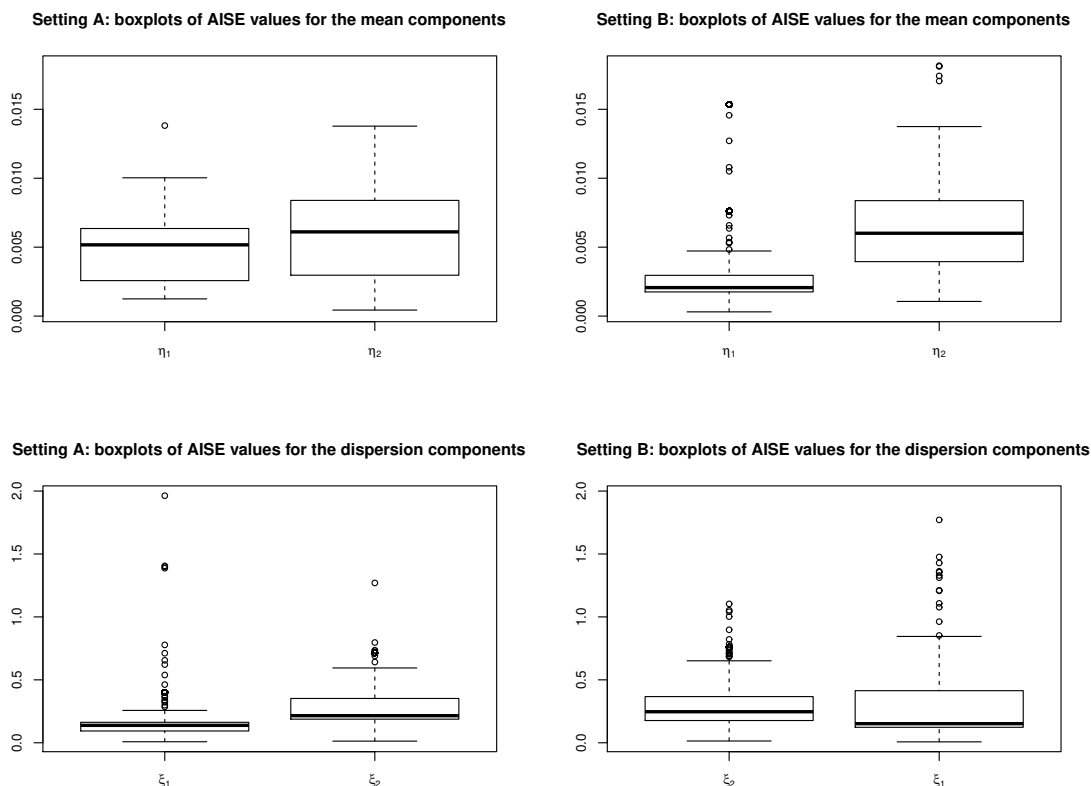 Setting A: boxplots of AISE values for the mean components
0.015
0.010
0.005
0.000
η1
η2
Setting B: boxplots of AISE values for the mean components
0.015
0.010
0.005
0.000
η1
η2
Setting A: boxplots of AISE values for the dispersion components
2.0
1.5
1.0
0.5
0.0
ξ1
ξ2
Setting B: boxplots of AISE values for the dispersion components
2.0
1.5
1.0
0.5
0.0
ξ2
ξ1